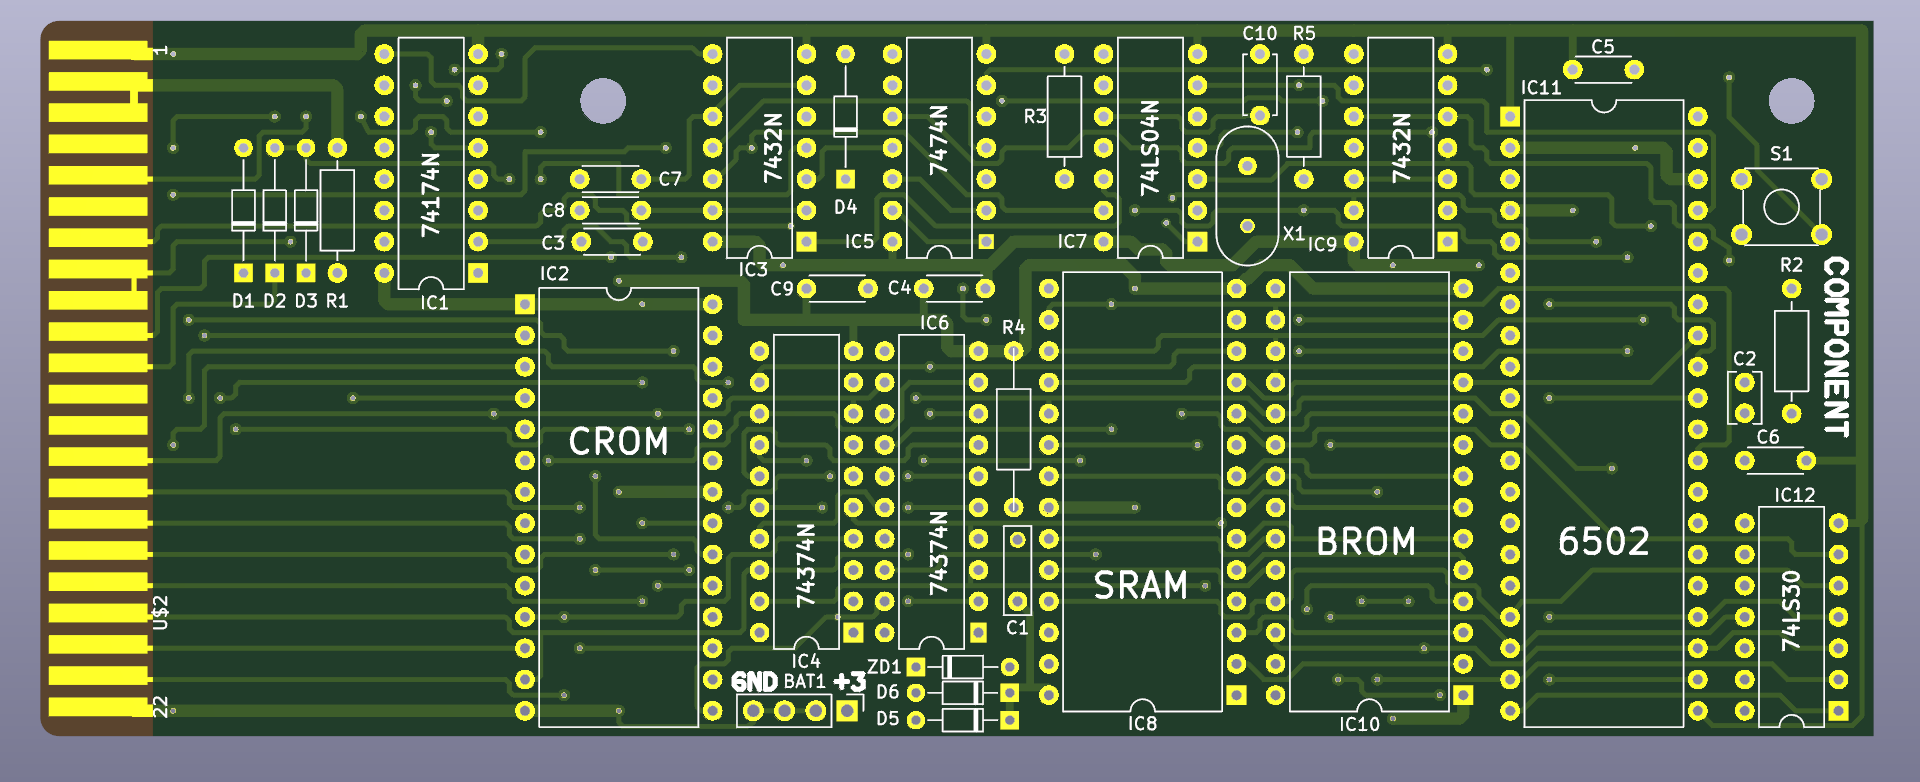 1
C10
R5
C5
IC11
R3
74174N
7432N
7474N
74LS04N
7432N
S1
C7
C8
C3
D4
IC5
IC7
X1
IC9
IC3
IC2
D1
D2
D3
R1
IC1
C9
C4
IC6
R4
R2
COMPONENT
C2
C6
CROM
IC12
74374N
74374N
SRAM
BROM
6502
74LS30
U$2
C1
IC4
ZD1
GND
BAT1
+3
D6
D5
22
IC8
IC10